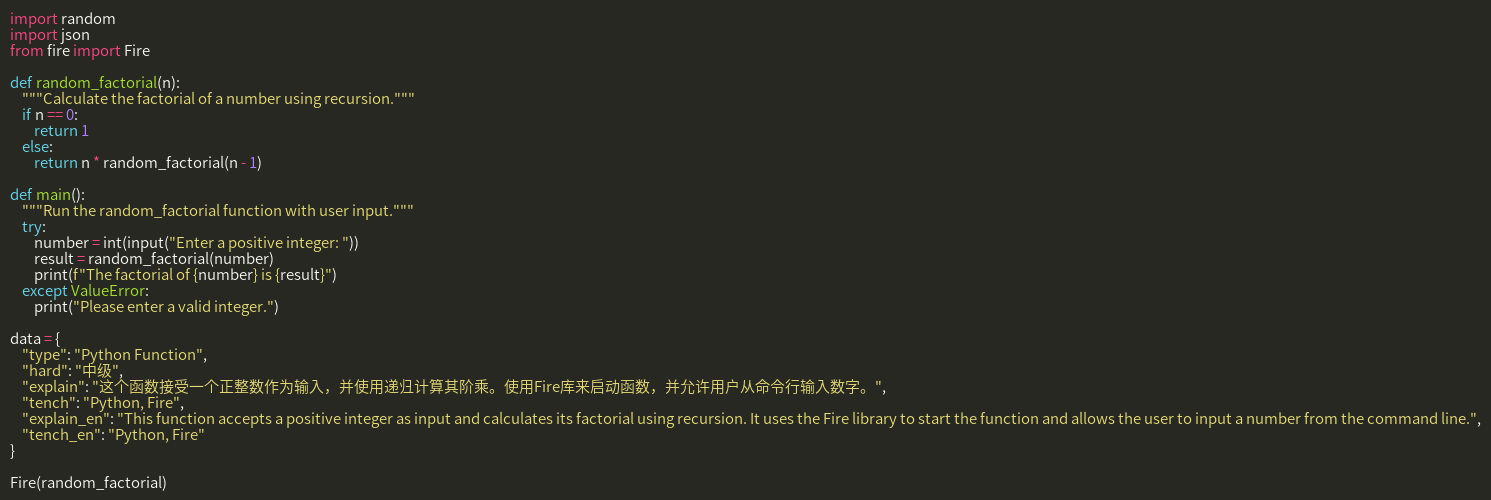 import random
import json
from fire import Fire

def random_factorial(n):
    """Calculate the factorial of a number using recursion."""
    if n == 0:
        return 1
    else:
        return n * random_factorial(n - 1)

def main():
    """Run the random_factorial function with user input."""
    try:
        number = int(input("Enter a positive integer: "))
        result = random_factorial(number)
        print(f"The factorial of {number} is {result}")
    except ValueError:
        print("Please enter a valid integer.")

data = {
    "type": "Python Function",
    "hard": "中级",
    "explain": "这个函数接受一个正整数作为输入，并使用递归计算其阶乘。使用Fire库来启动函数，并允许用户从命令行输入数字。",
    "tench": "Python, Fire",
    "explain_en": "This function accepts a positive integer as input and calculates its factorial using recursion. It uses the Fire library to start the function and allows the user to input a number from the command line.",
    "tench_en": "Python, Fire"
}

Fire(random_factorial)